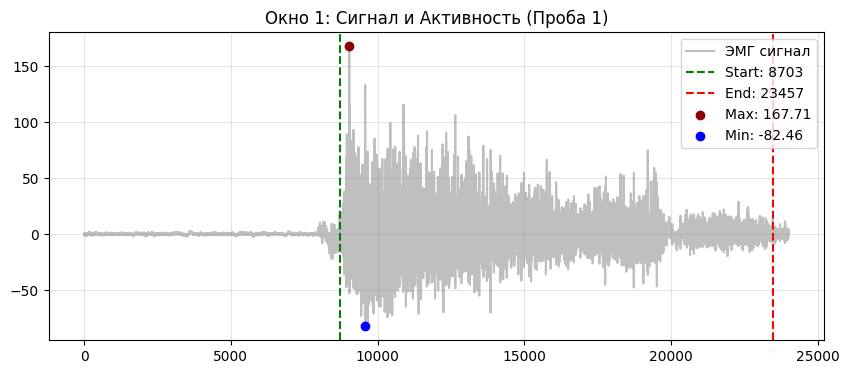 Окно 1: Сигнал и Активность (Проба 1)
ЭМГ сигнал
Start: 8703
End: 23457
Max: 167.71
Min: -82.46
150
100
50
0
−50
0 5000 10000 15000 20000 25000